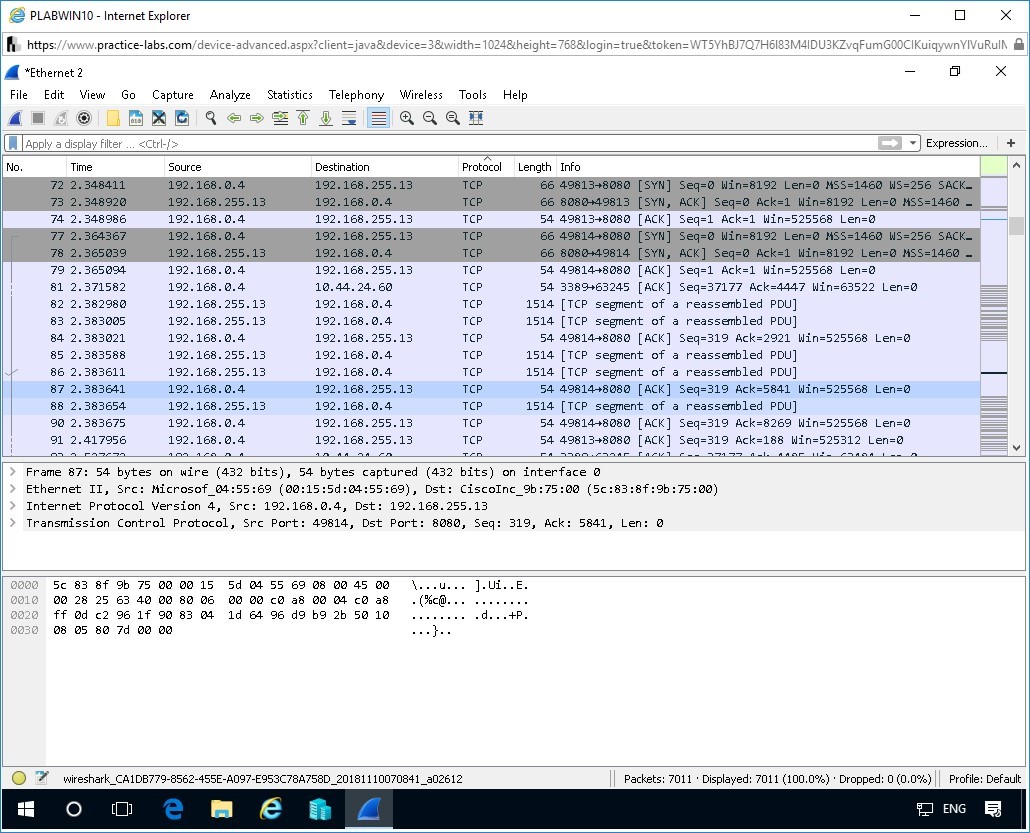 PLABWIN10 - Internet Explorer
https://www.practice-labs.com/device-advanced.aspx?client=java&device=3&width=1024&height=768&login=true&token=
*Ethernet 2
File Edit View Go Capture Analyze Statistics Telephony Wireless Tools Help
Apply a display filter ... <Ctrl-/> Expression... +
No. Time Source Destination Protocol Length Info
72 2.348411 192.168.0.4 192.168.255.13 TCP 66 49813→8080 [SYN] Seq=0 Win=8192 Len=0 MSS=1460 WS=256 SACK…
73 2.348920 192.168.255.13 192.168.0.4 TCP 66 8080→49813 [SYN, ACK] Seq=0 Ack=1 Win=8192 Len=0 MSS=1460 …
74 2.348986 192.168.0.4 192.168.255.13 TCP 54 49813→8080 [ACK] Seq=1 Ack=1 Win=525568 Len=0
77 2.364367 192.168.0.4 192.168.255.13 TCP 66 49814→8080 [SYN] Seq=0 Win=8192 Len=0 MSS=1460 WS=256 SACK…
78 2.365039 192.168.255.13 192.168.0.4 TCP 66 8080→49814 [SYN, ACK] Seq=0 Ack=1 Win=8192 Len=0 MSS=1460 …
79 2.365094 192.168.0.4 192.168.255.13 TCP 54 49814→8080 [ACK] Seq=1 Ack=1 Win=525568 Len=0
81 2.371582 192.168.0.4 10.44.24.60 TCP 54 3389→63245 [ACK] Seq=37177 Ack=4447 Win=63522 Len=0
82 2.382980 192.168.255.13 192.168.0.4 TCP 1514 [TCP segment of a reassembled PDU]
83 2.383005 192.168.255.13 192.168.0.4 TCP 1514 [TCP segment of a reassembled PDU]
84 2.383021 192.168.0.4 192.168.255.13 TCP 54 49814→8080 [ACK] Seq=319 Ack=2921 Win=525568 Len=0
85 2.383588 192.168.255.13 192.168.0.4 TCP 1514 [TCP segment of a reassembled PDU]
86 2.383611 192.168.255.13 192.168.0.4 TCP 1514 [TCP segment of a reassembled PDU]
87 2.383641 192.168.0.4 192.168.255.13 TCP 54 49814→8080 [ACK] Seq=319 Ack=5841 Win=525568 Len=0
88 2.383654 192.168.255.13 192.168.0.4 TCP 1514 [TCP segment of a reassembled PDU]
90 2.383675 192.168.0.4 192.168.255.13 TCP 54 49814→8080 [ACK] Seq=319 Ack=8269 Win=525568 Len=0
91 2.417956 192.168.0.4 192.168.255.13 TCP 54 49813→8080 [ACK] Seq=319 Ack=188 Win=525312 Len=0
Frame 87: 54 bytes on wire (432 bits), 54 bytes captured (432 bits) on interface 0
Ethernet II, Src: Microsof_04:55:69 (00:15:5d:04:55:69), Dst: CiscoInc_9b:75:00 (5c:83:8f:9b:75:00)
Internet Protocol Version 4, Src: 192.168.0.4, Dst: 192.168.255.13
Transmission Control Protocol, Src Port: 49814, Dst Port: 8080, Seq: 319, Ack: 5841, Len: 0
0000 5c 83 8f 9b 75 00 00 15 5d 04 55 69 08 00 45 00 \...u... ].Ui..E.
0010 00 28 25 63 40 00 80 06 00 00 c0 a8 00 04 c0 a8 .(%c@... ........
0020 ff 0d c2 96 1f 90 83 04 1d 64 96 d9 b9 2b 50 10 ........ .d...+P.
0030 08 05 80 7d 00 00 ...}..
wireshark_CA1DB779-8562-455E-A097-E953C78A758D_20181110070841_a02612 Packets: 7011 · Displayed: 7011 (100.0%) · Dropped: 0 (0.0%) Profile: Default
ENG